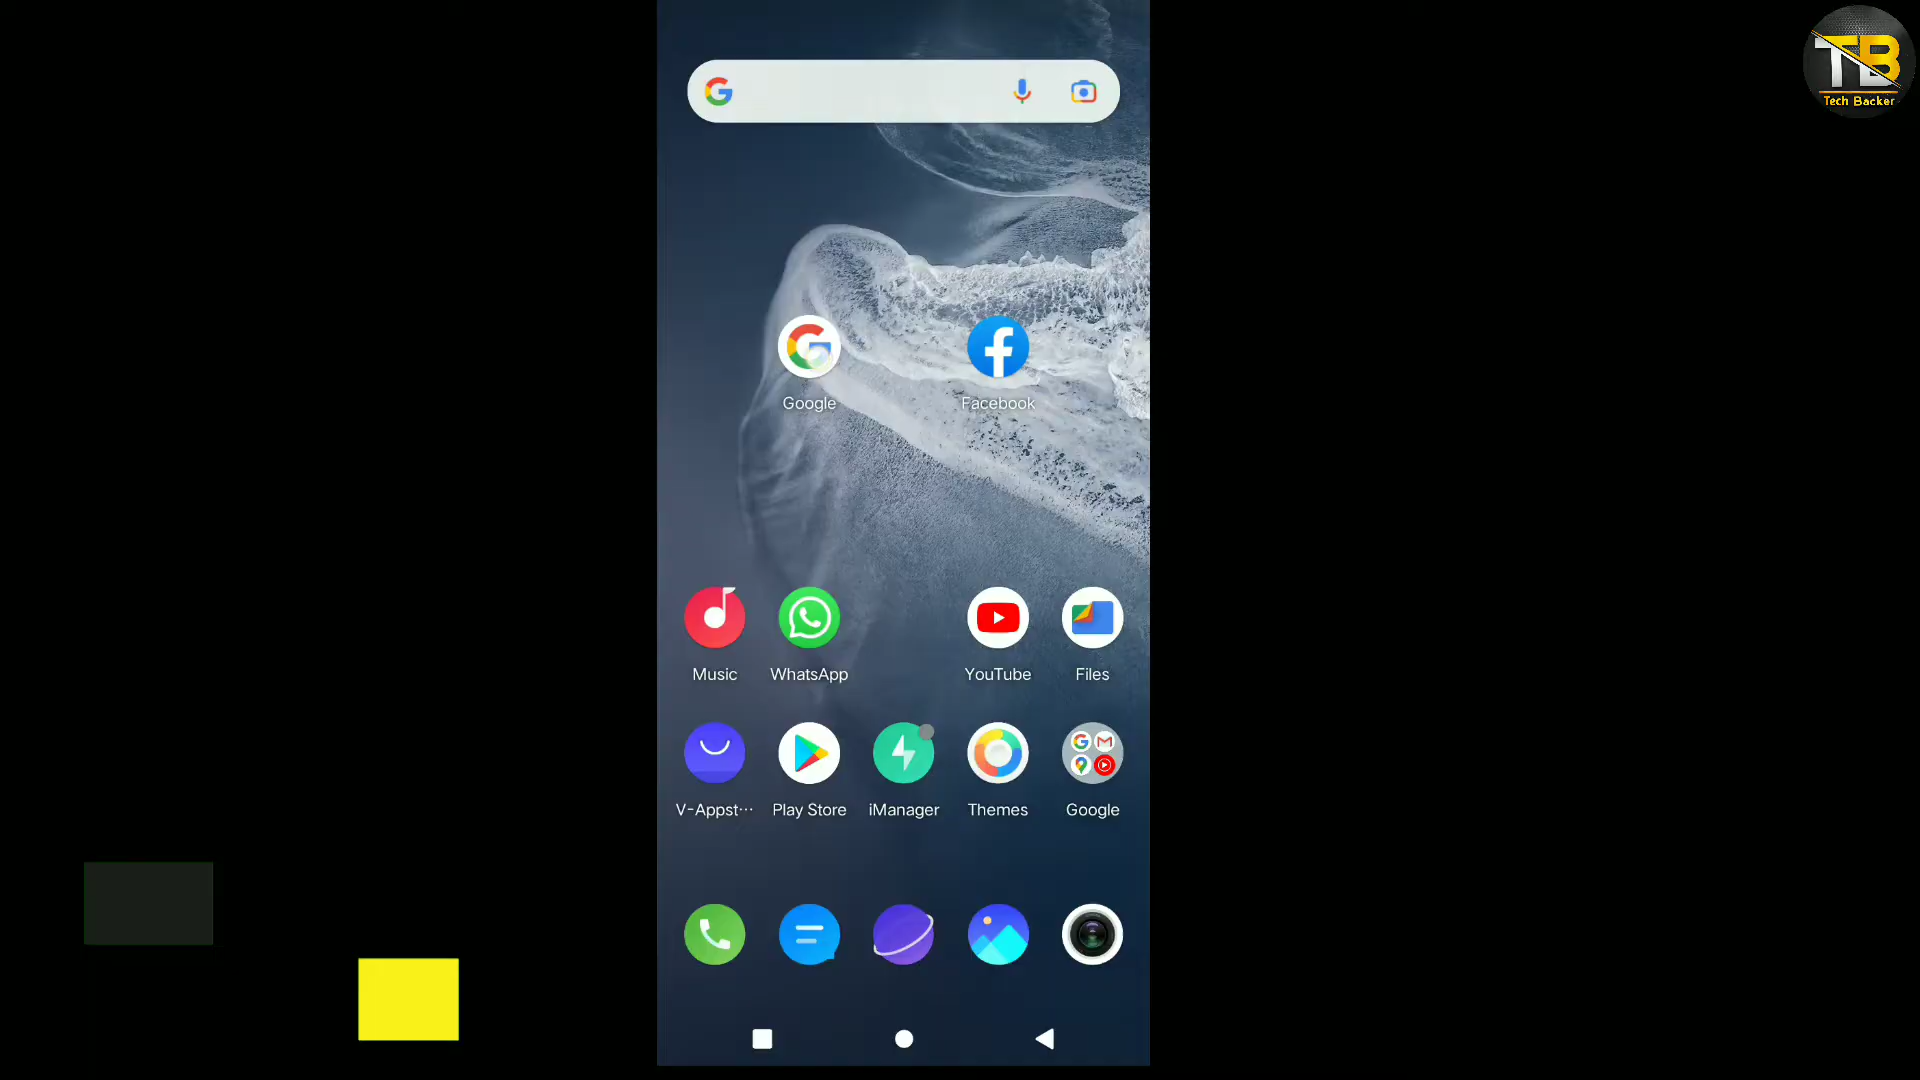 TB
Tech Backer
Google
Facebook
Music
WhatsApp
YouTube
Files
V-Appst···
Play Store
iManager
Themes
Google